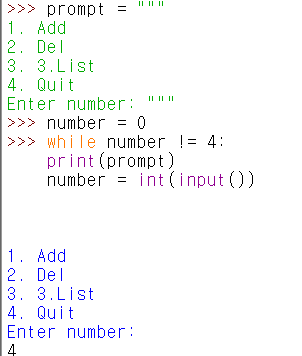 >>> prompt = """
1. Add
2. Del
3. 3.List
4. Quit
Enter number: """
>>> number = 0
>>> while number != 4:
    print(prompt)
    number = int(input())
1. Add
2. Del
3. 3.List
4. Quit
Enter number:
4